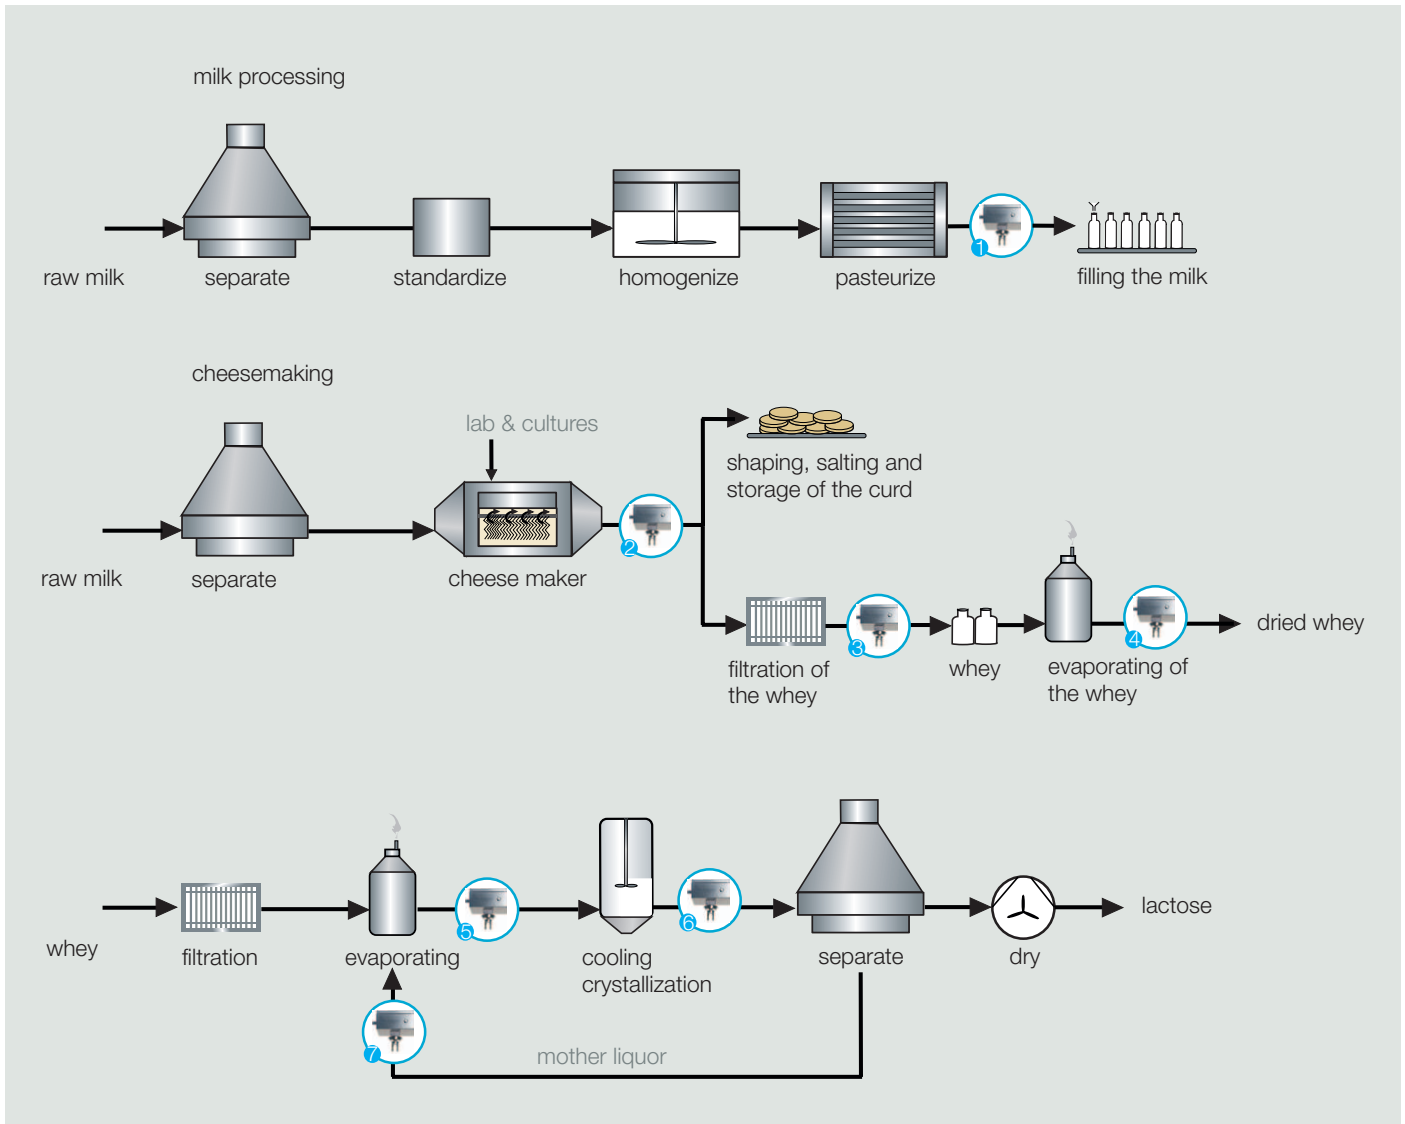 milk processing
raw milk
separate
standardize
homogenize
pasteurize
1
filling the milk
cheesemaking
lab & cultures
raw milk
separate
cheese maker
2
shaping, salting and
storage of the curd
filtration of
the whey
3
whey
evaporating of
the whey
4
dried whey
whey
filtration
evaporating
5
cooling
crystallization
6
separate
dry
lactose
7
mother liquor